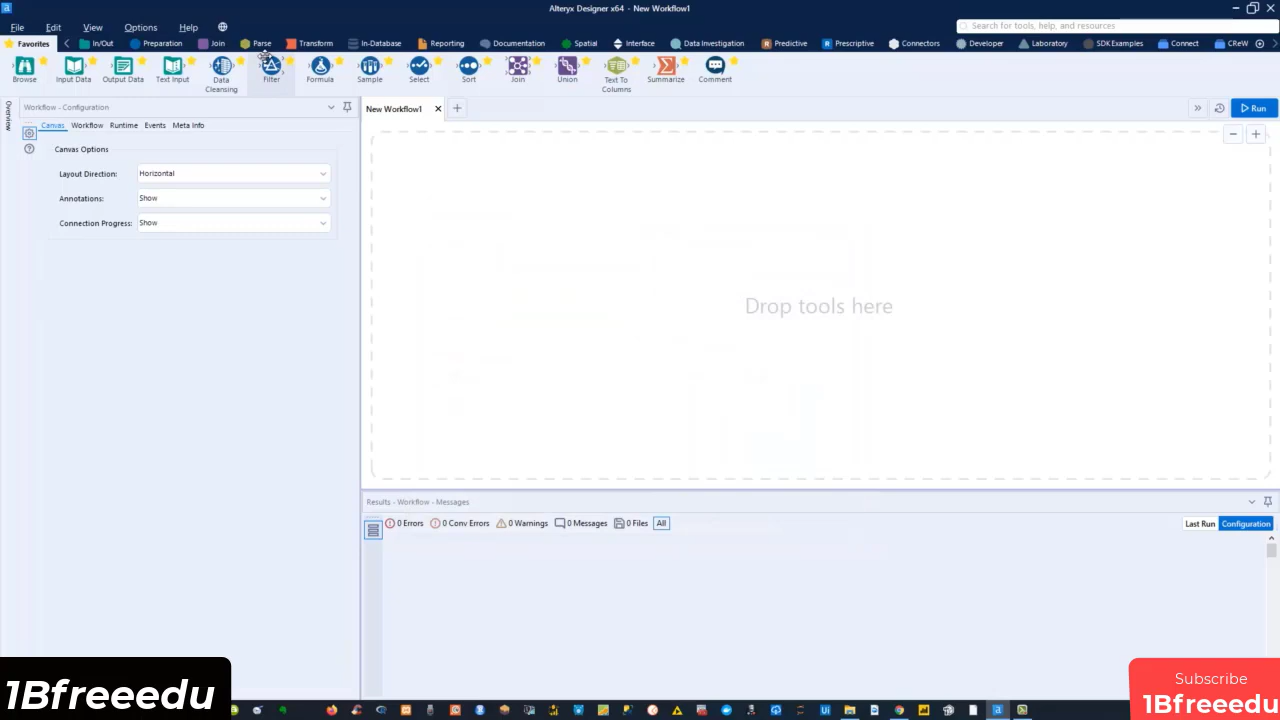 Alteryx Designer x64 - New Workflow1
File Edit View Options Help
Search for tools, help, and resources
Favorites In/Out Preparation Join Parse Transform In-Database Reporting Documentation Spatial Interface Data Investigation Predictive Prescriptive Connectors Developer Laboratory SDK Examples Connect CReW
Browse Input Data Output Data Text Input Data Cleansing Filter Formula Sample Select Sort Join Union Text To Columns Summarize Comment
Overview
Workflow - Configuration
New Workflow1
Run
Canvas Workflow Runtime Events Meta Info
Canvas Options
Layout Direction: Horizontal
Annotations: Show
Connection Progress: Show
Drop tools here
Results - Workflow - Messages
0 Errors 0 Conv Errors 0 Warnings 0 Messages 0 Files All
Last Run Configuration
1Bfreeedu
Subscribe
1Bfreeedu